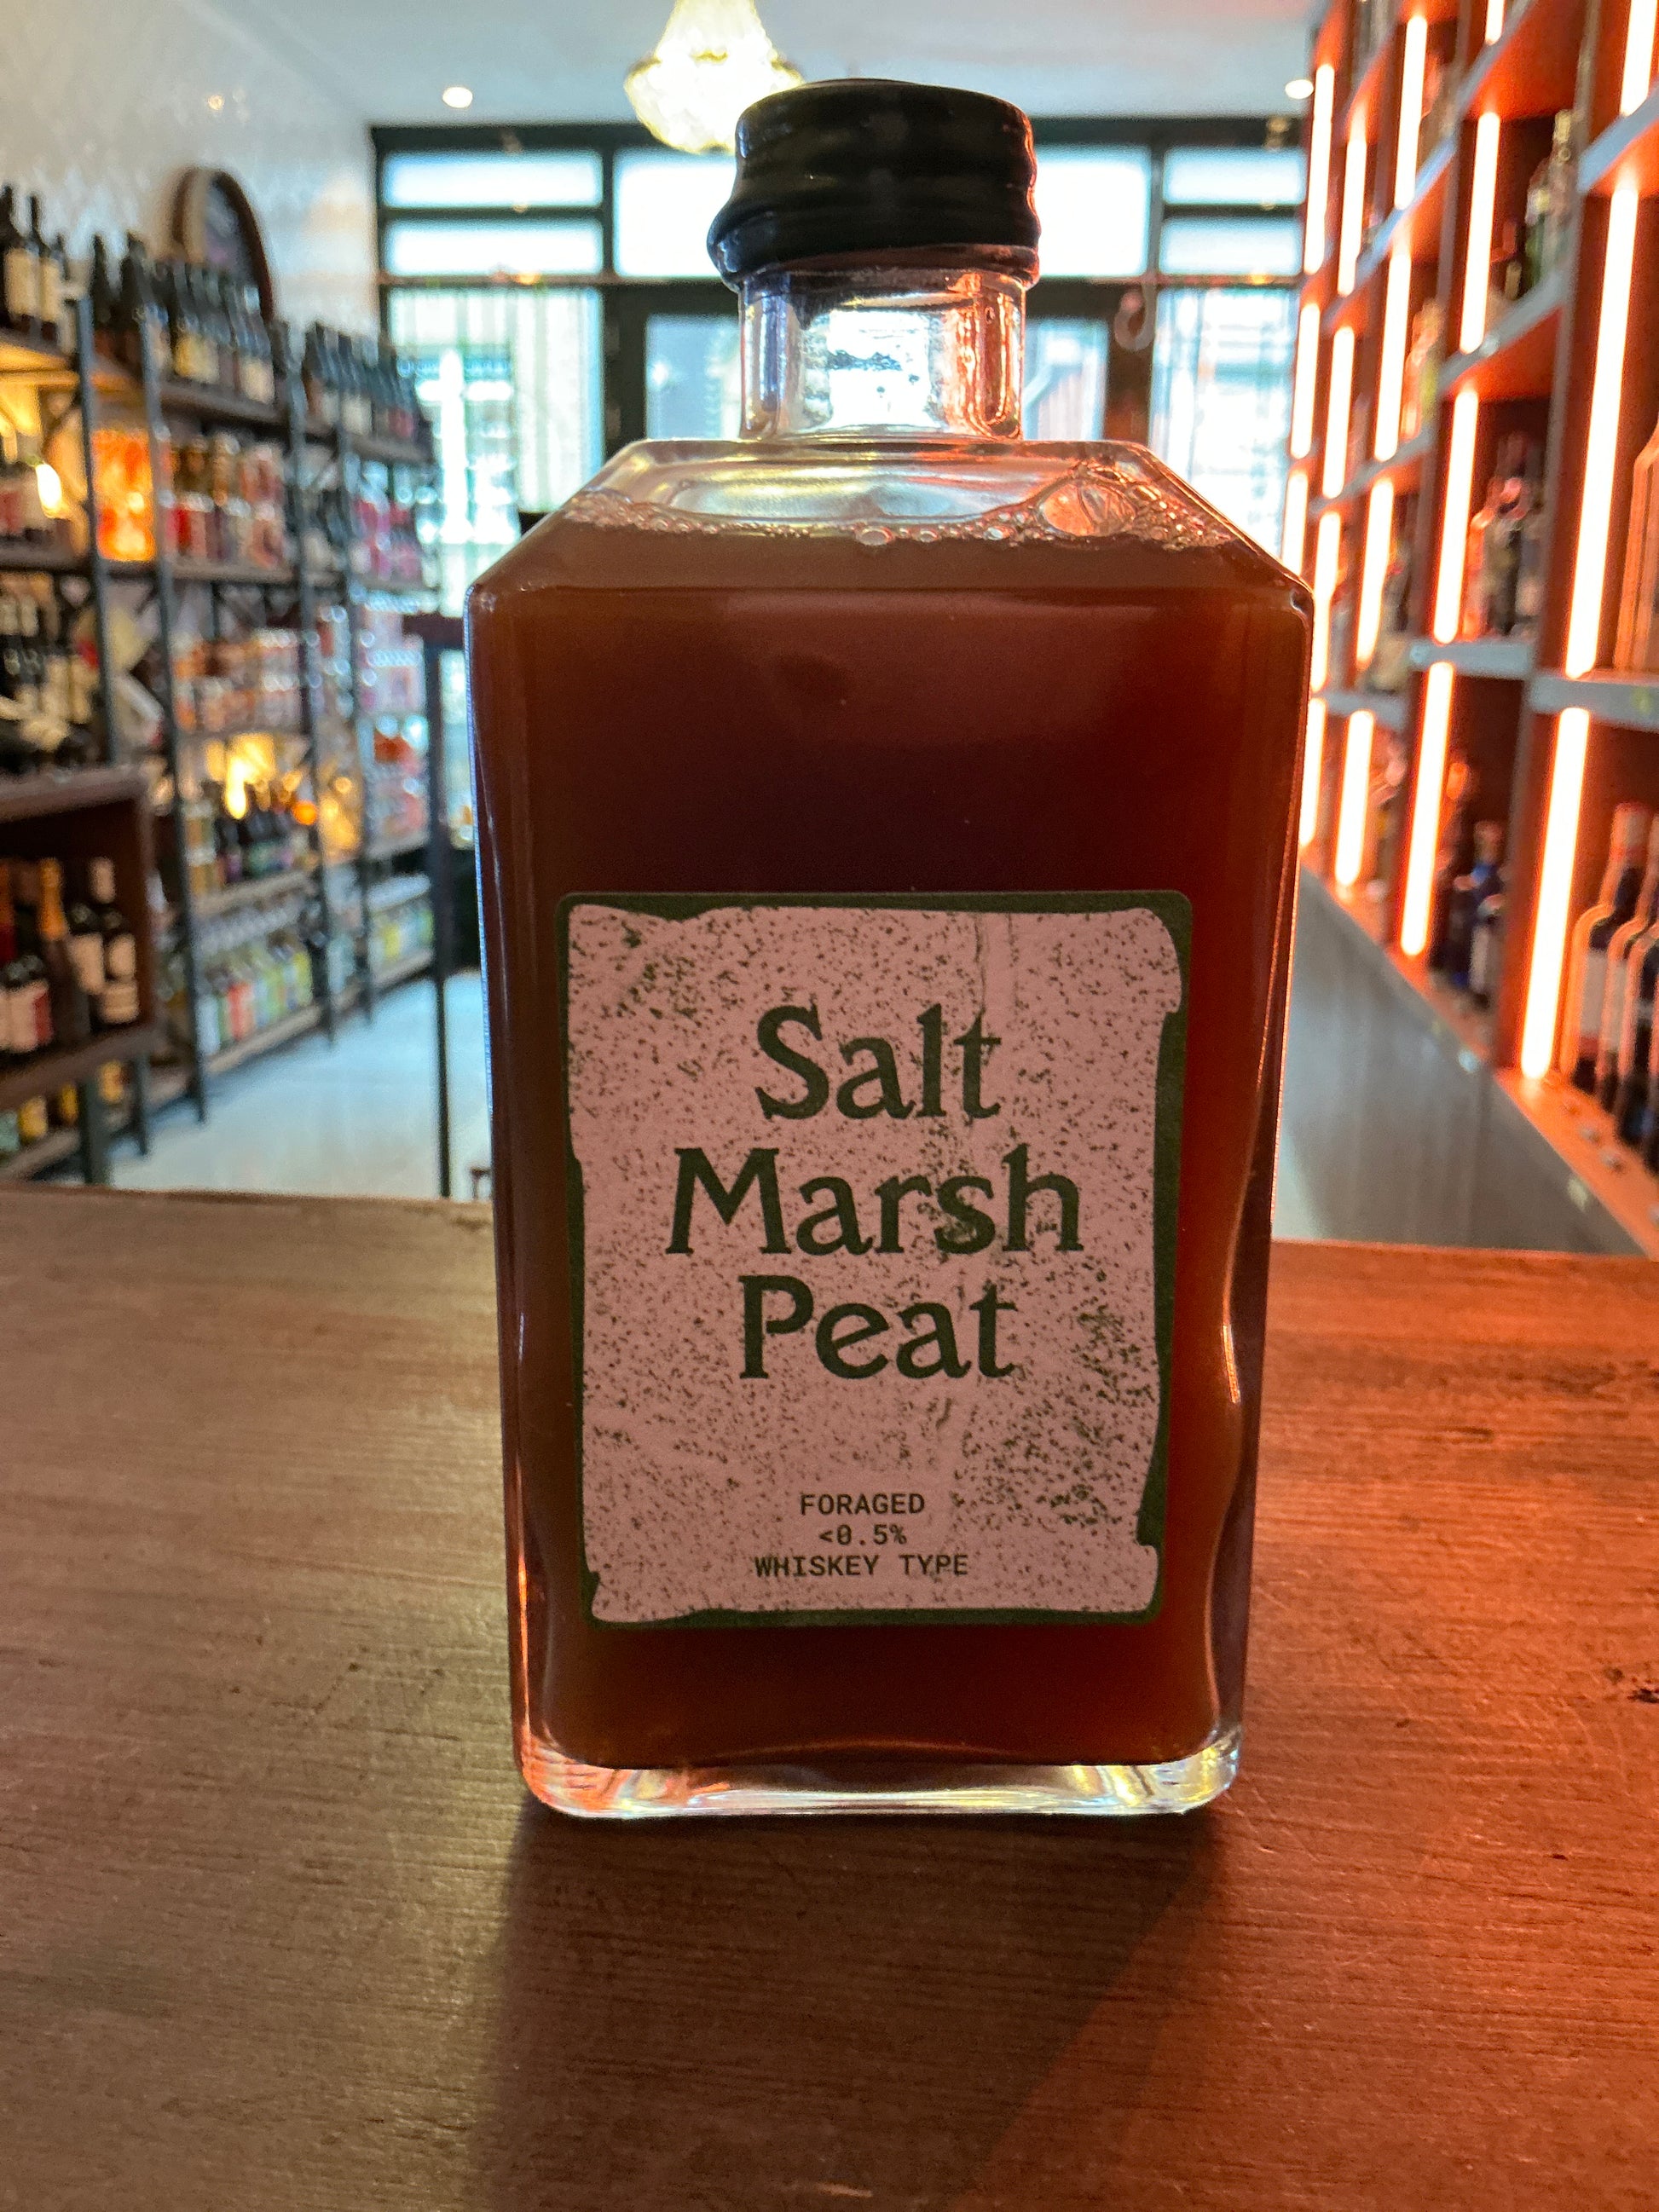 Salt
Marsh
Peat
FORAGED
<0.5%
WHISKEY TYPE